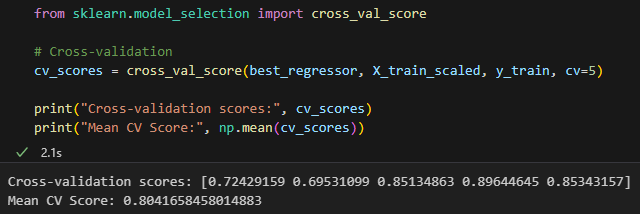 from sklearn.model_selection import cross_val_score
# Cross-validation
cv_scores = cross_val_score(best_regressor, X_train_scaled, y_train, cv=5)
print("Cross-validation scores:", cv_scores)
print("Mean CV Score:", np.mean(cv_scores))
✓ 2.1s
Cross-validation scores: [0.72429159 0.69531099 0.85134863 0.89644645 0.85343157]
Mean CV Score: 0.8041658458014883